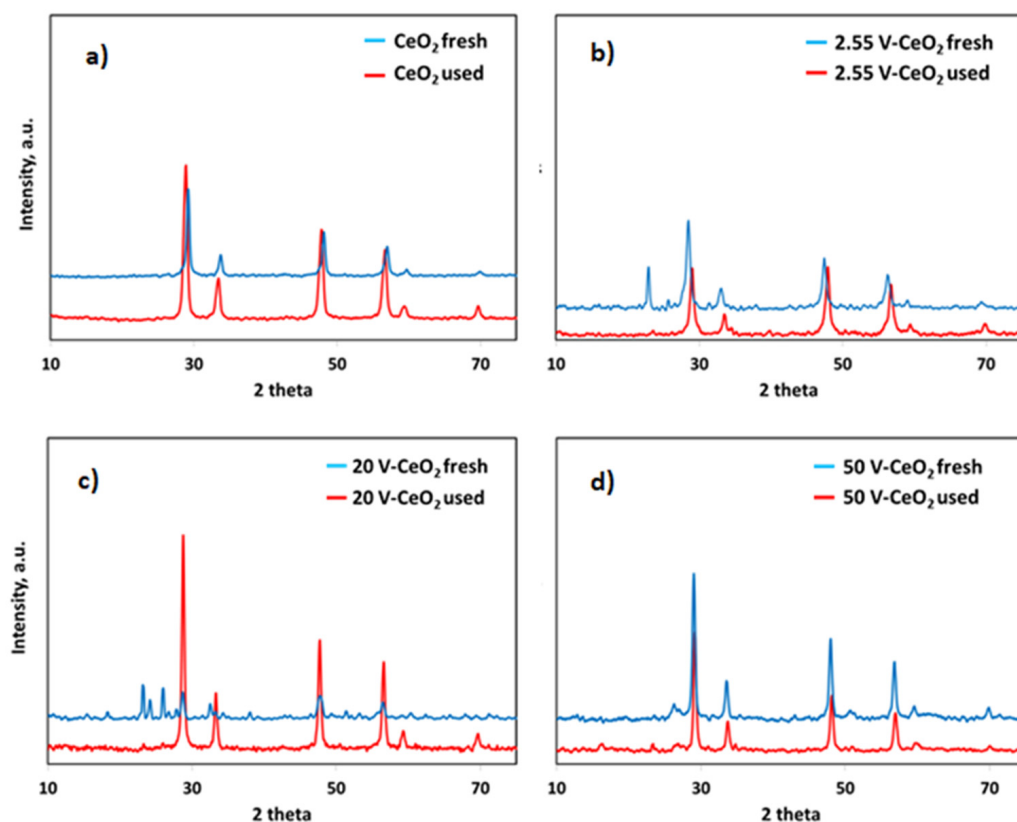 a)
CeO₂ fresh
CeO₂ used
Intensity, a.u.
10 30 50 70
2 theta
b)
2.55 V-CeO₂ fresh
2.55 V-CeO₂ used
10 30 50 70
2 theta
c)
20 V-CeO₂ fresh
20 V-CeO₂ used
Intensity, a.u.
10 30 50 70
2 theta
d)
50 V-CeO₂ fresh
50 V-CeO₂ used
10 30 50 70
2 theta